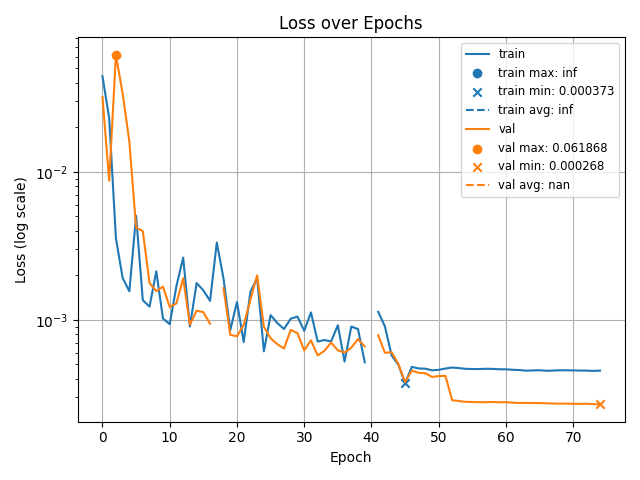 Loss over Epochs
train
train max: inf
train min: 0.000373
train avg: inf
val
val max: 0.061868
val min: 0.000268
val avg: nan
Loss (log scale)
10⁻²
10⁻³
0 10 20 30 40 50 60 70
Epoch